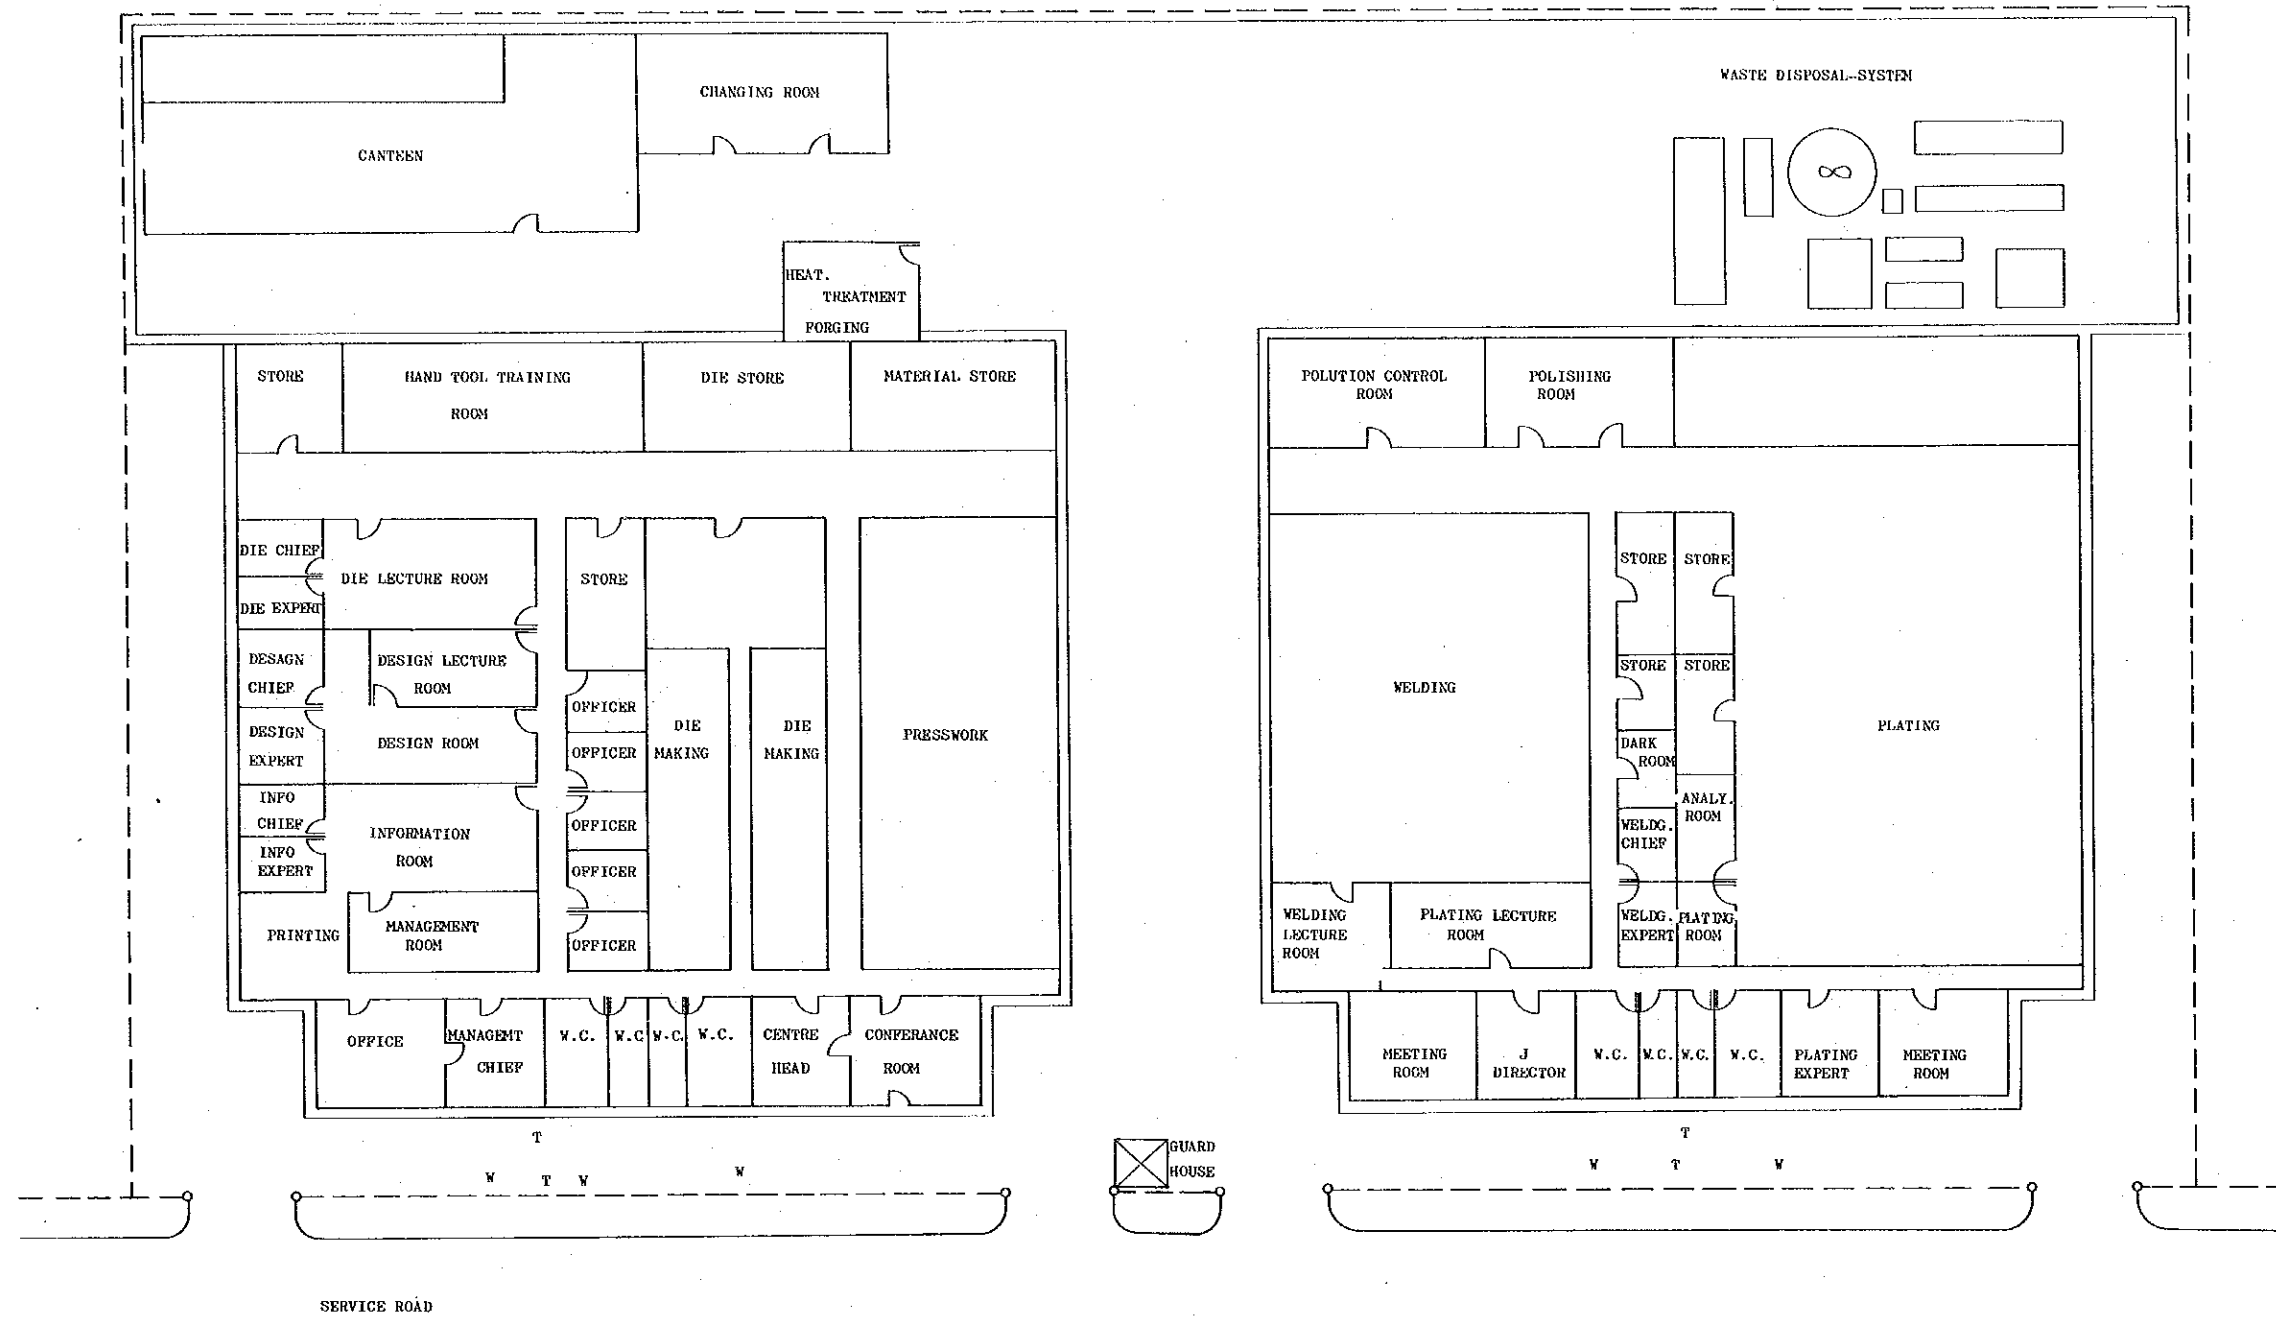 WASTE DISPOSAL-SYSTEM
CHANGING ROOM
CANTEEN
HEAT.
TREATMENT
FORGING
STORE
HAND TOOL TRAINING
ROOM
DIE STORE
MATERIAL STORE
POLUTION CONTROL
ROOM
POLISHING
ROOM
DIE CHIEF
DIE LECTURE ROOM
DIE EXPERT
DESAGN
CHIEF
DESIGN LECTURE
ROOM
DESIGN
EXPERT
DESIGN ROOM
INFO
CHIEF
INFO
EXPERT
INFORMATION
ROOM
PRINTING
MANAGEMENT
ROOM
STORE
OFFICER
OFFICER
OFFICER
OFFICER
OFFICER
DIE
MAKING
DIE
MAKING
PRESSWORK
OFFICE
MANAGEMT
CHIEF
W.C.
W.C
W.C.
W.C.
CENTRE
HEAD
CONFERANCE
ROOM
WELDING
STORE
STORE
STORE
STORE
DARK
ROOM
ANALY.
ROOM
WELDG.
CHIEF
WELDG.
EXPERT
PLATING
ROOM
PLATING
WELDING
LECTURE
ROOM
PLATING LECTURE
ROOM
MEETING
ROOM
J
DIRECTOR
W.C.
W.C.
W.C.
W.C.
PLATING
EXPERT
MEETING
ROOM
T
W T W W
GUARD
HOUSE
T
W T W
SERVICE ROAD